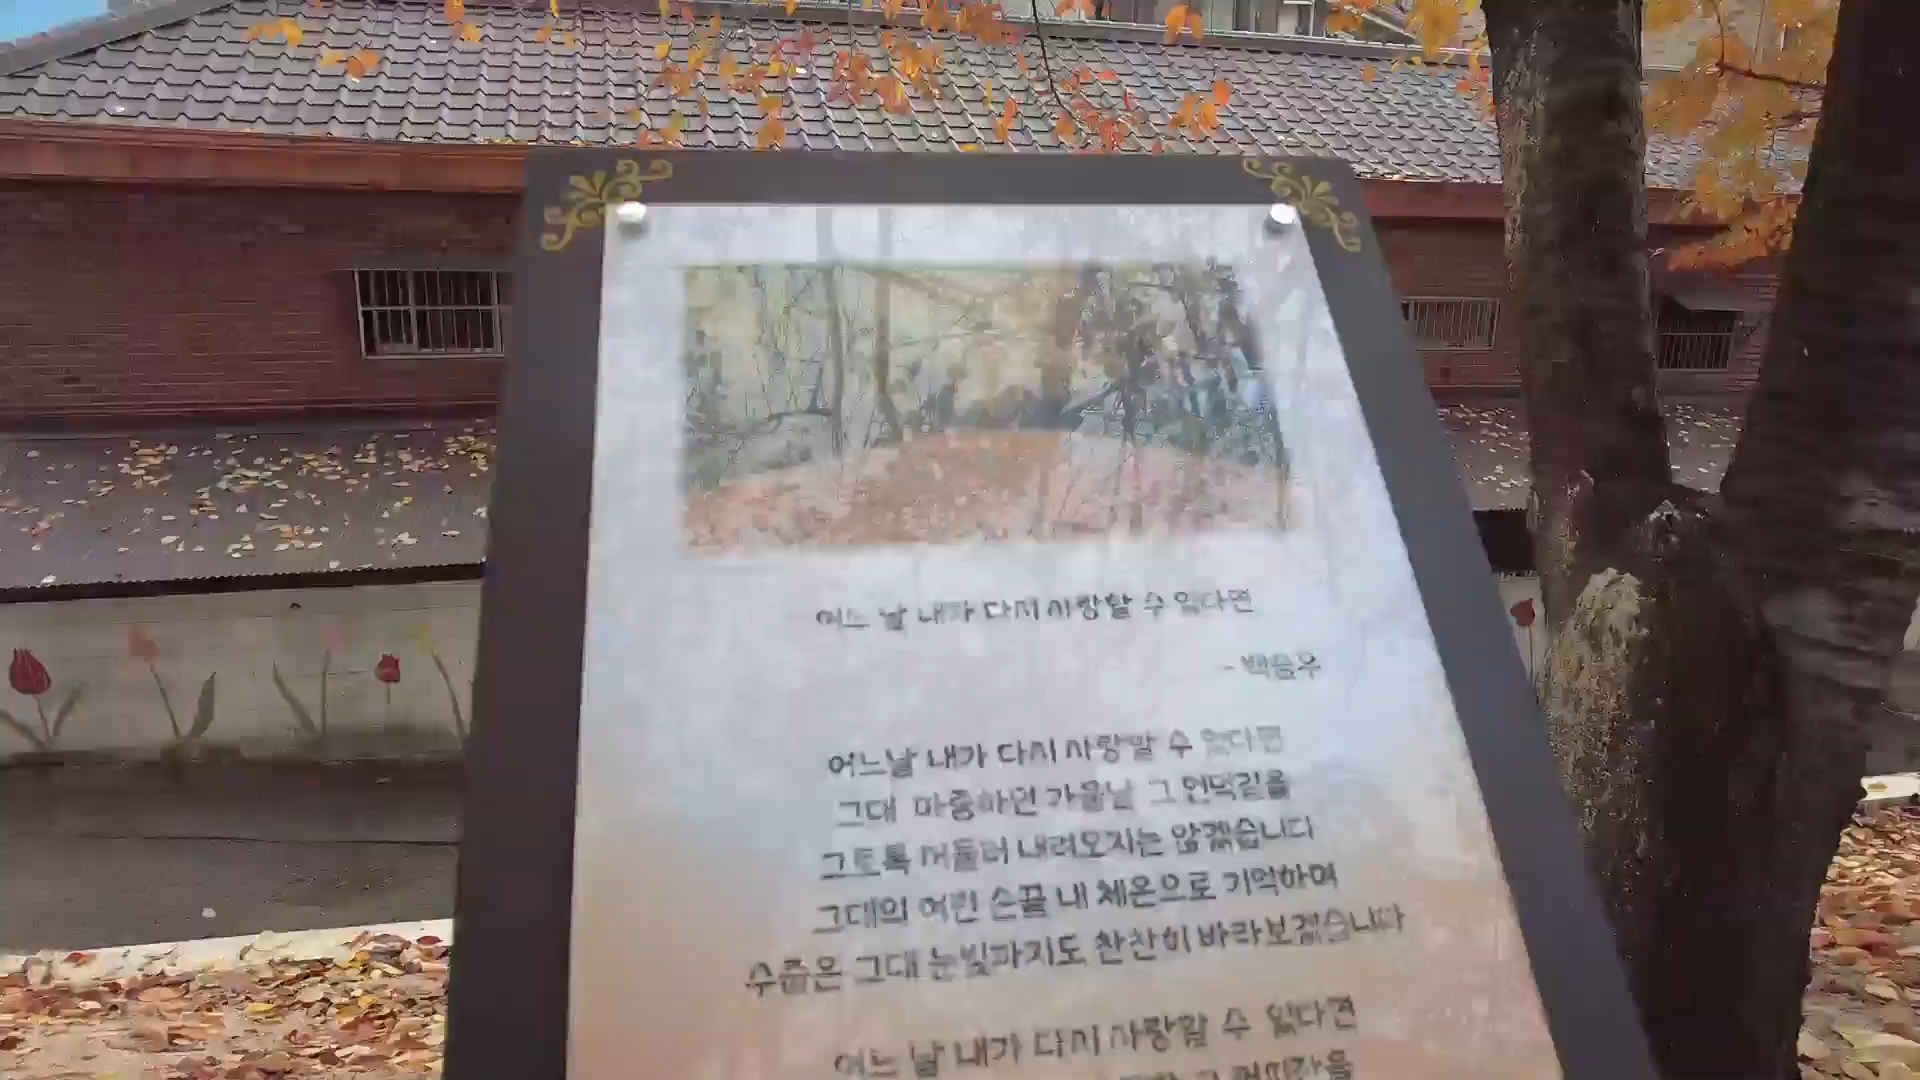 어느 날 내가 다시 사랑할 수 있다면
- 백승우
어느날 내가 다시 사랑할 수 있다면
그대 마중하던 가을날 그 언덕길을
그토록 서둘러 내려오지는 않겠습니다
그대의 여린 손끝 내 체온으로 기억하며
수줍은 그대 눈빛까지도 찬찬히 바라보겠습니다
어느 날 내가 다시 사랑할 수 있다면